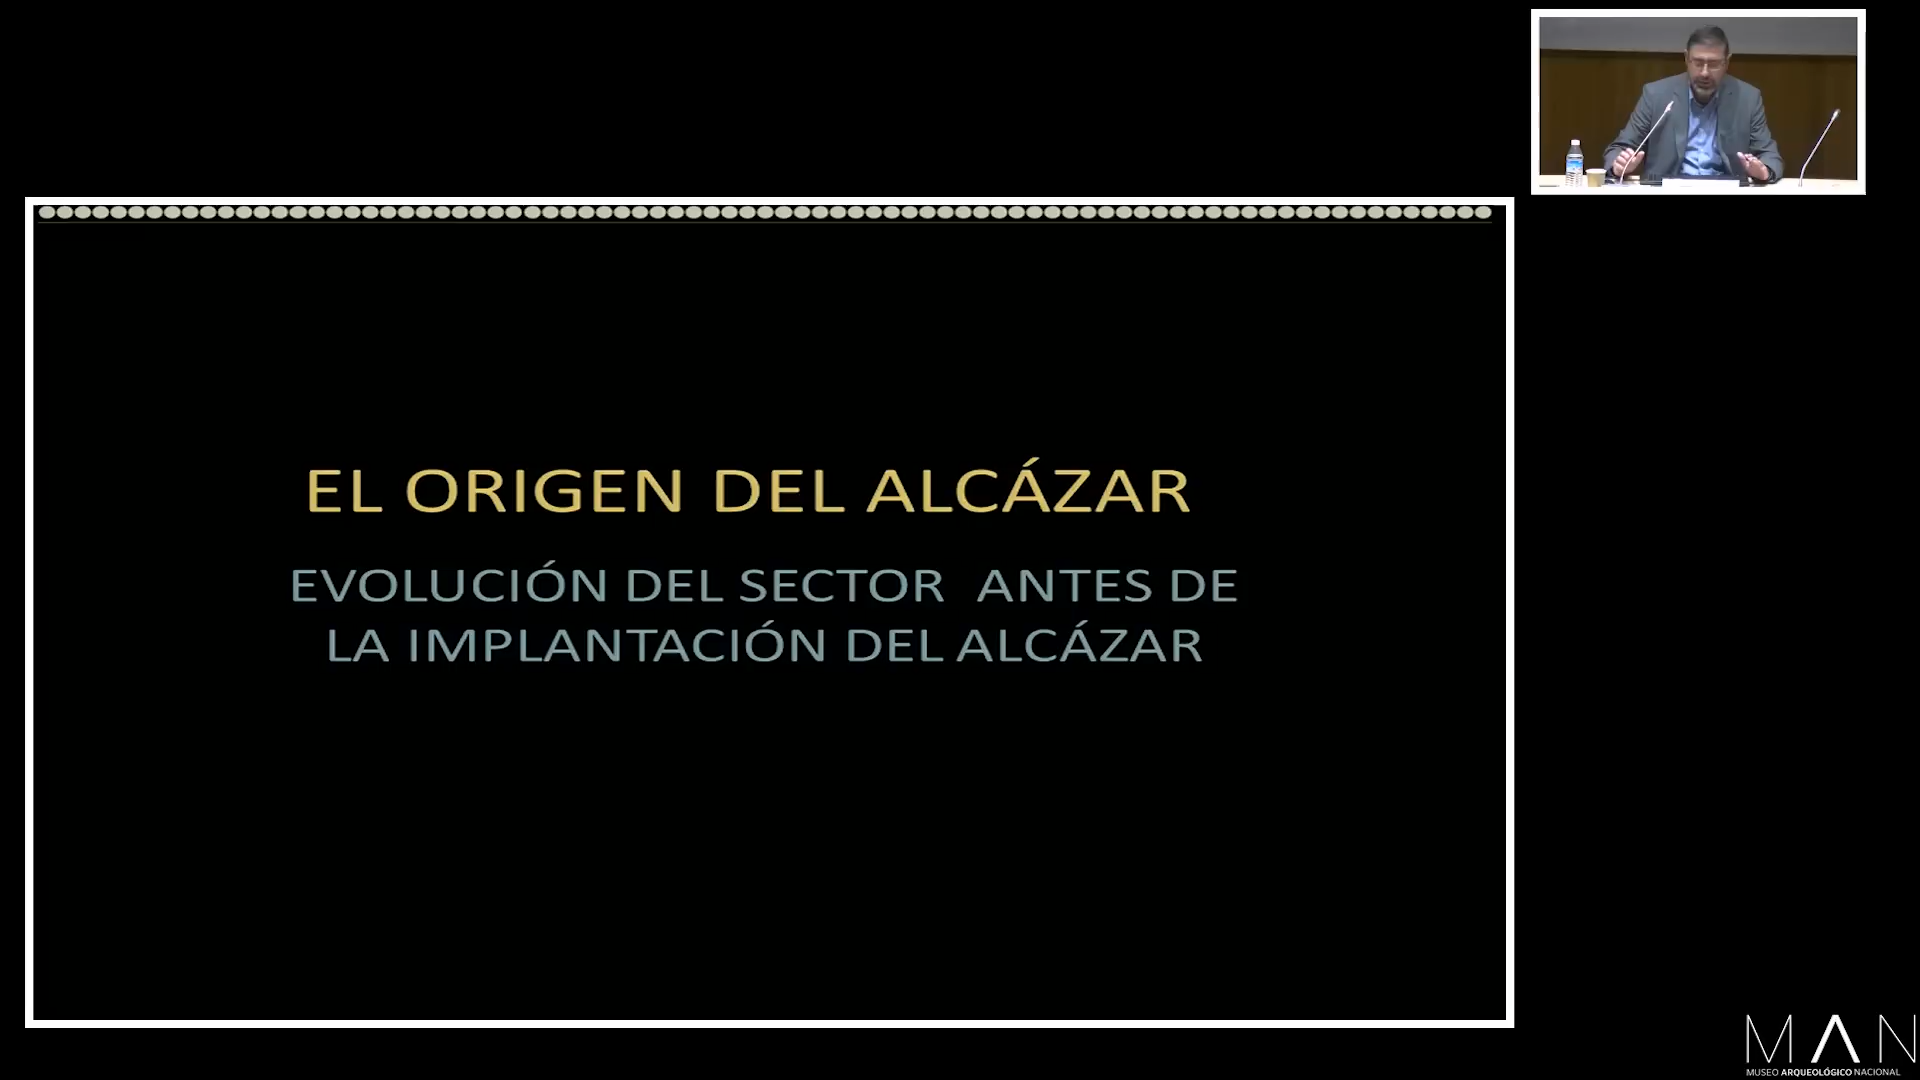 EL ORIGEN DEL ALCÁZAR
EVOLUCIÓN DEL SECTOR ANTES DE
LA IMPLANTACIÓN DEL ALCÁZAR
MAN
MUSEO ARQUEOLÓGICO NACIONAL